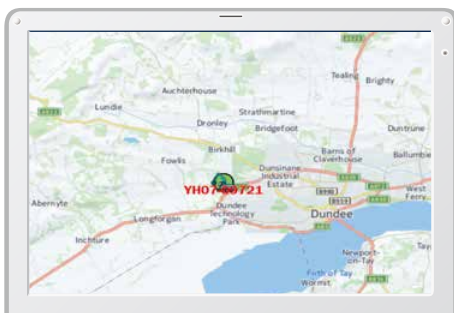 Tealing
Brighty
Auchterhouse
Lundie
Strathmartine
Dronley
Bridgefoot
Duntrune
Birkhill
Barns of
Claverhouse
Ballumbie
Fowlis
Dunsinane
Industrial
Estate
West
Ferry
Abernyte
Longforgan
Dundee
Technology
Park
Dundee
Inchture
Newport-
on-Tay
Tay
Firth of Tay
Wormit